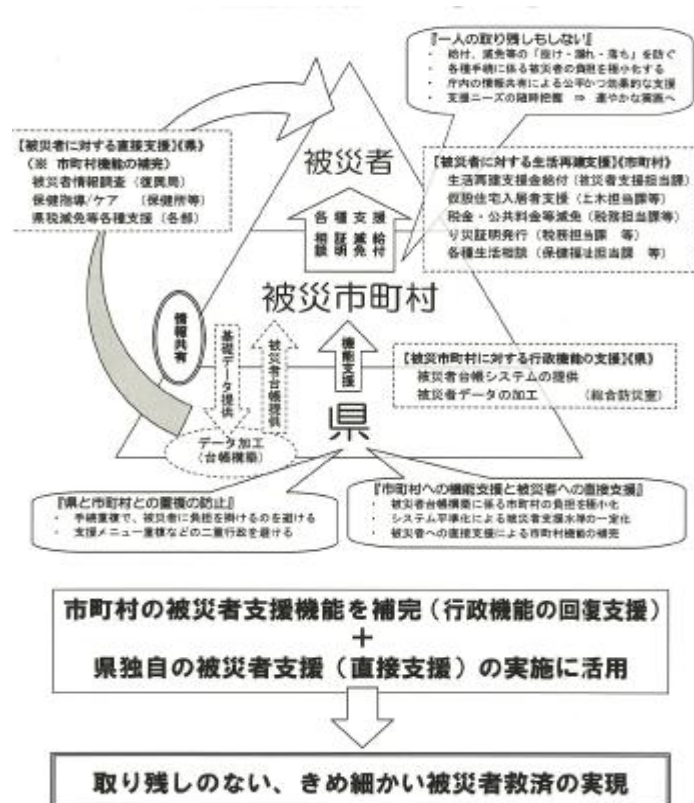 『一人の取り残しもしない』
・ 給付、減免等の「抜け・漏れ・落ち」を防ぐ
・ 各種手続に係る被災者の負担を極小化する
・ 庁内の情報共有による公平かつ効果的な支援
・ 支援ニーズの随時把握 ⇒ 速やかな実施へ
【被災者に対する直接支援】《県》
(※ 市町村機能の補完)
被災者情報調査(復興局)
保健指導/ケア (保健所等)
県税減免等各種支援(各部)
被災者
【被災者に対する生活再建支援】《市町村》
生活再建支援金給付(被災者支援担当課)
仮設住宅入居者支援(土木担当課等)
税金・公共料金等減免(税務担当課等)
り災証明発行(税務担当課 等)
各種生活相談(保健福祉担当課 等)
各種支援
相談
証明
減免
給付
被災市町村
情報共有
基礎データ提供
被災者台帳提供
機能支援
【被災市町村に対する行政機能の支援】《県》
被災者台帳システムの提供
被災者データの加工 (総合防災室)
県
データ加工
(台帳構築)
『県と市町村との重複の防止』
・ 手続重複で、被災者に負担を掛けるのを避ける
・ 支援メニュー重複などの二重行政を避ける
『市町村への機能支援と被災者への直接支援』
・ 被災者台帳構築に係る市町村の負担を極小化
・ システム平準化による被災者支援水準の一定化
・ 被災者への直接支援による市町村機能の補完
市町村の被災者支援機能を補完(行政機能の回復支援)
+
県独自の被災者支援(直接支援)の実施に活用
取り残しのない、きめ細かい被災者救済の実現